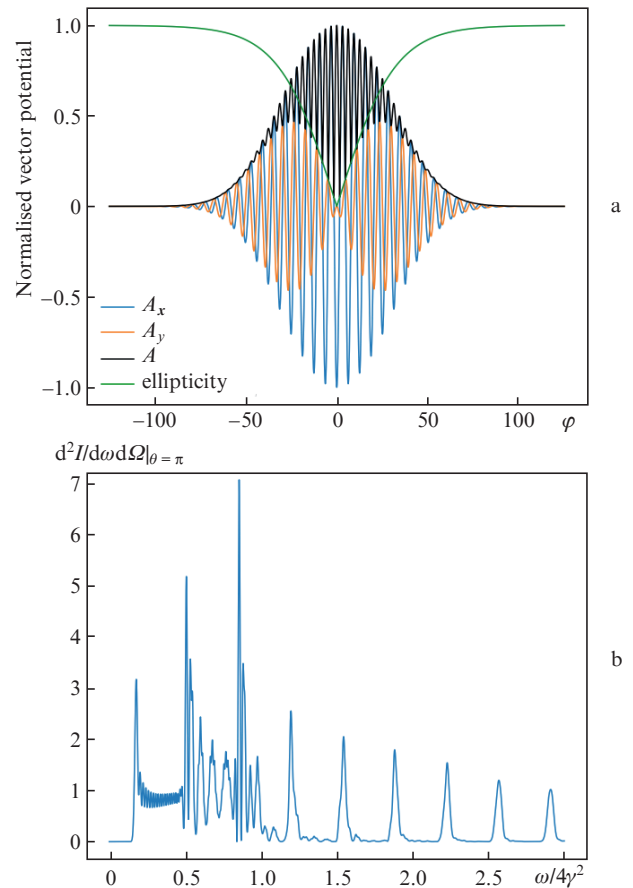 1.0
0.5
0
−0.5
−1.0
Normalised vector potential
Aₓ
A_y
A
ellipticity
−100 −50 0 50 100 φ
a
d²I/dωdΩ|θ = π
7
6
5
4
3
2
1
0
b
0 0.5 1.0 1.5 2.0 2.5 ω/4γ²